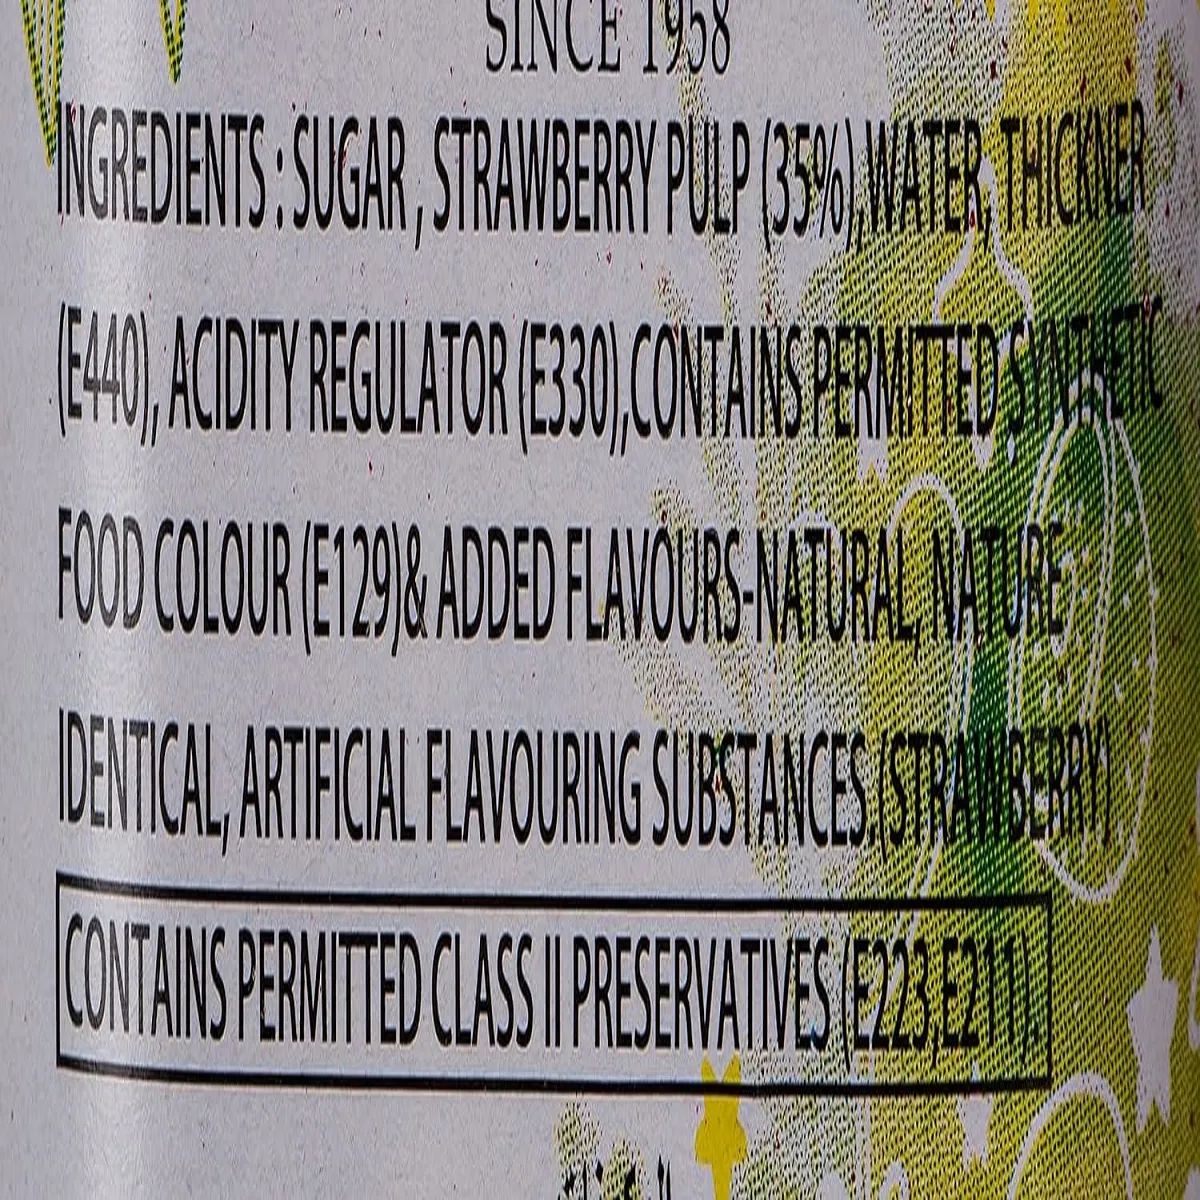 SINCE 1958
INGREDIENTS : SUGAR , STRAWBERRY PULP (35%),WATER, THICKNER
(E440), ACIDITY REGULATOR (E330),CONTAINS PERMITTED SYNTHETIC
FOOD COLOUR (E129)& ADDED FLAVOURS-NATURAL, NATURE
IDENTICAL, ARTIFICIAL FLAVOURING SUBSTANCES.(STRAWBERRY)
CONTAINS PERMITTED CLASS II PRESERVATIVES (E223,E211).